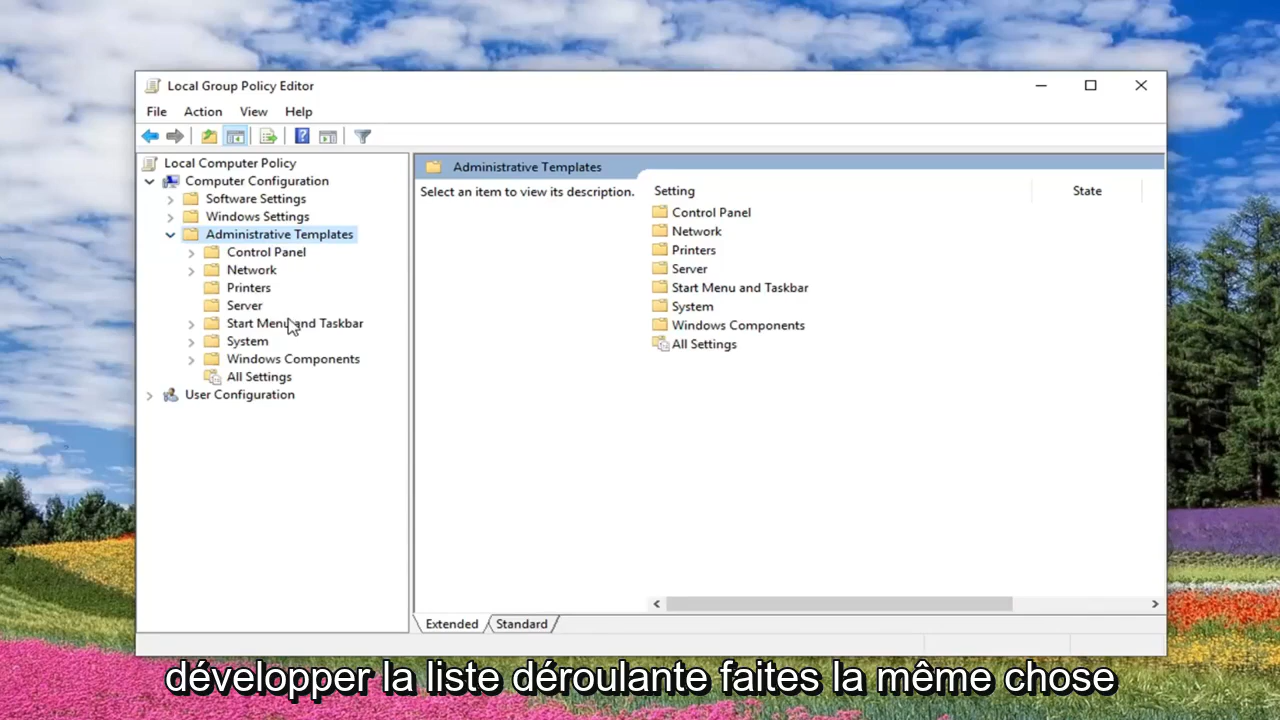 Local Group Policy Editor
File Action View Help
Local Computer Policy
Computer Configuration
Software Settings
Windows Settings
Administrative Templates
Control Panel
Network
Printers
Server
Start Menu and Taskbar
System
Windows Components
All Settings
User Configuration
Administrative Templates
Select an item to view its description.
Setting State
Control Panel
Network
Printers
Server
Start Menu and Taskbar
System
Windows Components
All Settings
Extended Standard
développer la liste déroulante faites la même chose